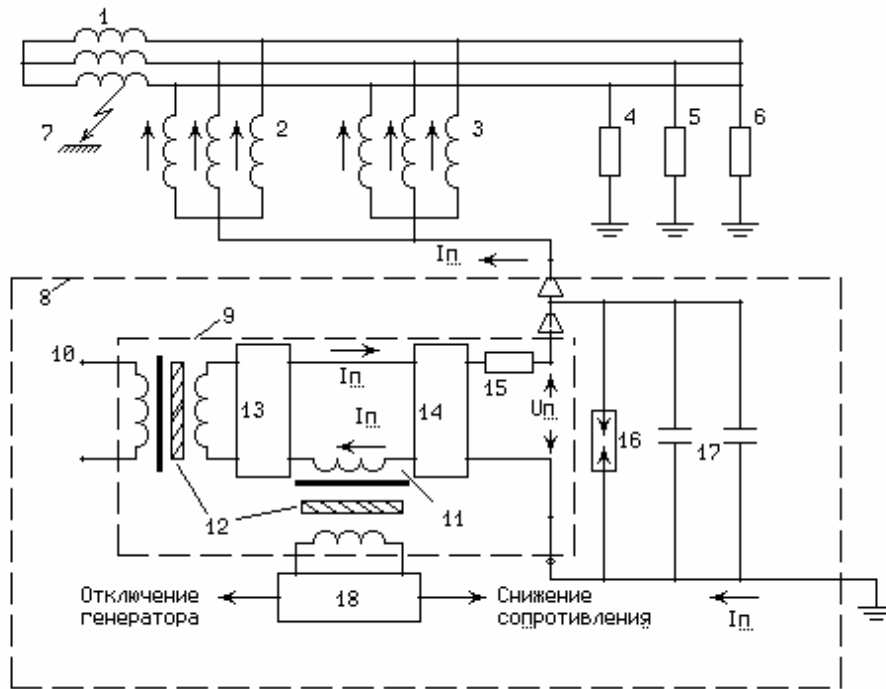 1
2
3
4
5
6
7
Iп
8
9
10
13
Iп
14
15
Uп
16
17
Iп
12
11
18
Отключение
генератора
Снижение
сопротивления
Iп